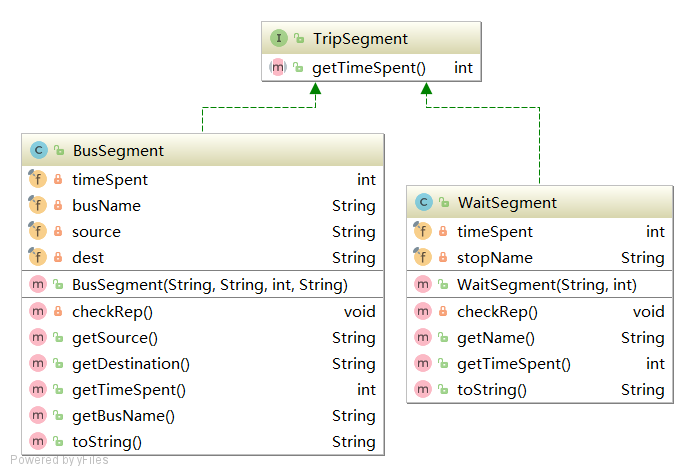 I TripSegment
m getTimeSpent() int
C BusSegment
f timeSpent int
f busName String
f source String
f dest String
m BusSegment(String, String, int, String)
m checkRep() void
m getSource() String
m getDestination() String
m getTimeSpent() int
m getBusName() String
m toString() String
C WaitSegment
f timeSpent int
f stopName String
m WaitSegment(String, int)
m checkRep() void
m getName() String
m getTimeSpent() int
m toString() String
Powered by yFiles